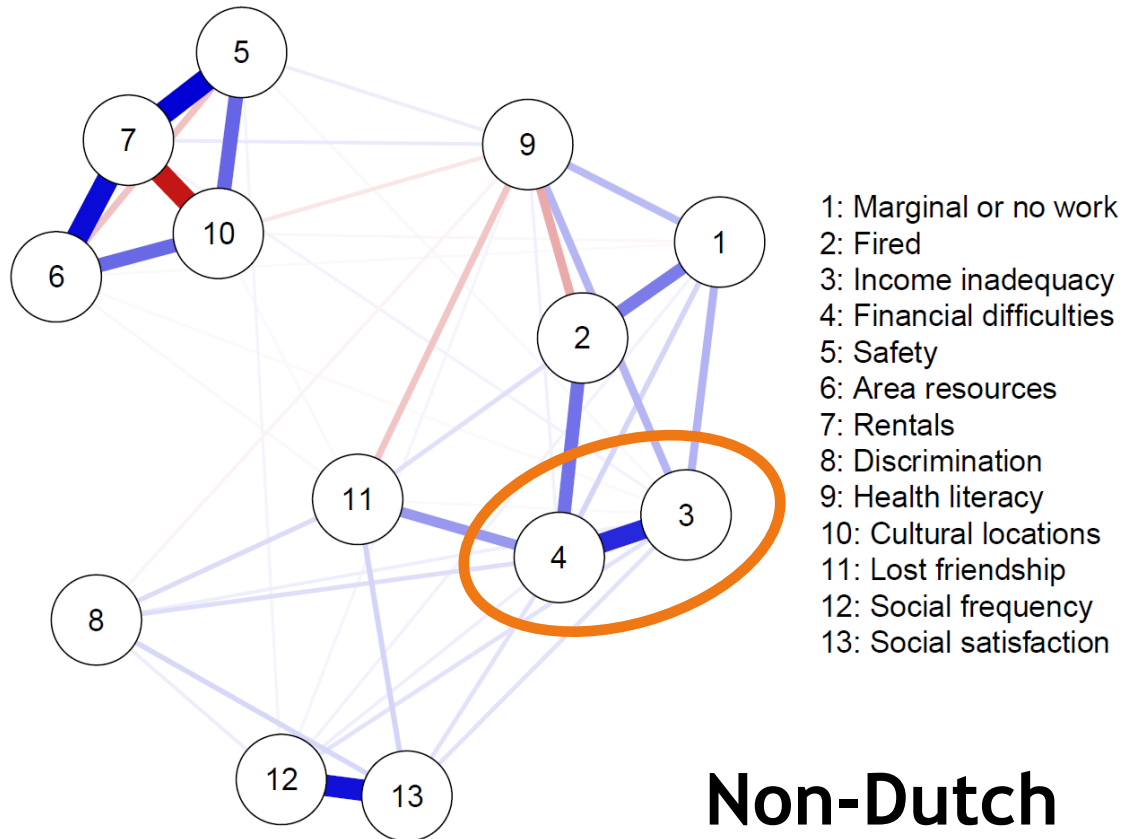 5
7
9
10
1
6
2
11
3
4
8
12
13
1: Marginal or no work
2: Fired
3: Income inadequacy
4: Financial difficulties
5: Safety
6: Area resources
7: Rentals
8: Discrimination
9: Health literacy
10: Cultural locations
11: Lost friendship
12: Social frequency
13: Social satisfaction
Non-Dutch